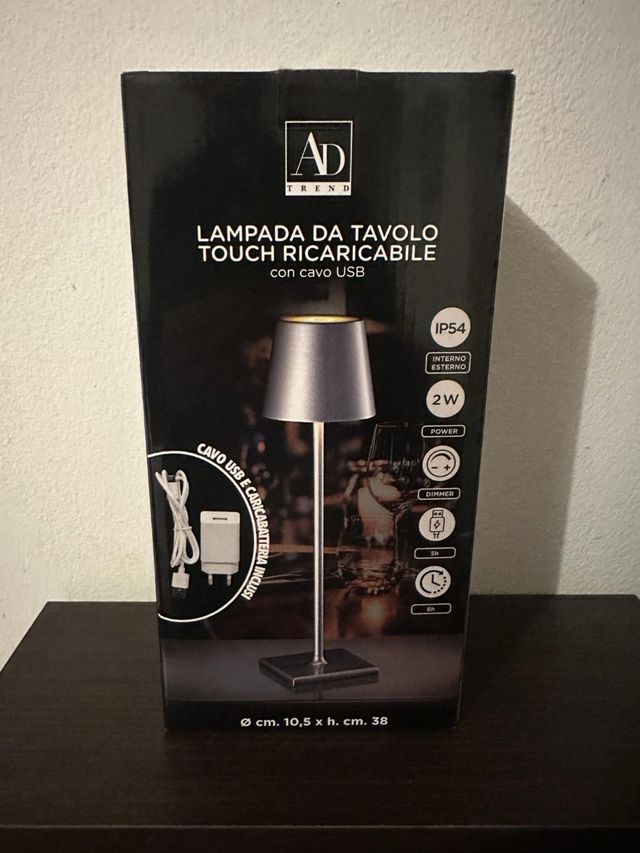 AD
TREND
LAMPADA DA TAVOLO
TOUCH RICARICABILE
con cavo USB
IP54
INTERNO
ESTERNO
2 W
POWER
DIMMER
5h
8h
CAVO USB E CARICABATTERIA INCLUSI
Ø cm. 10,5 x h. cm. 38